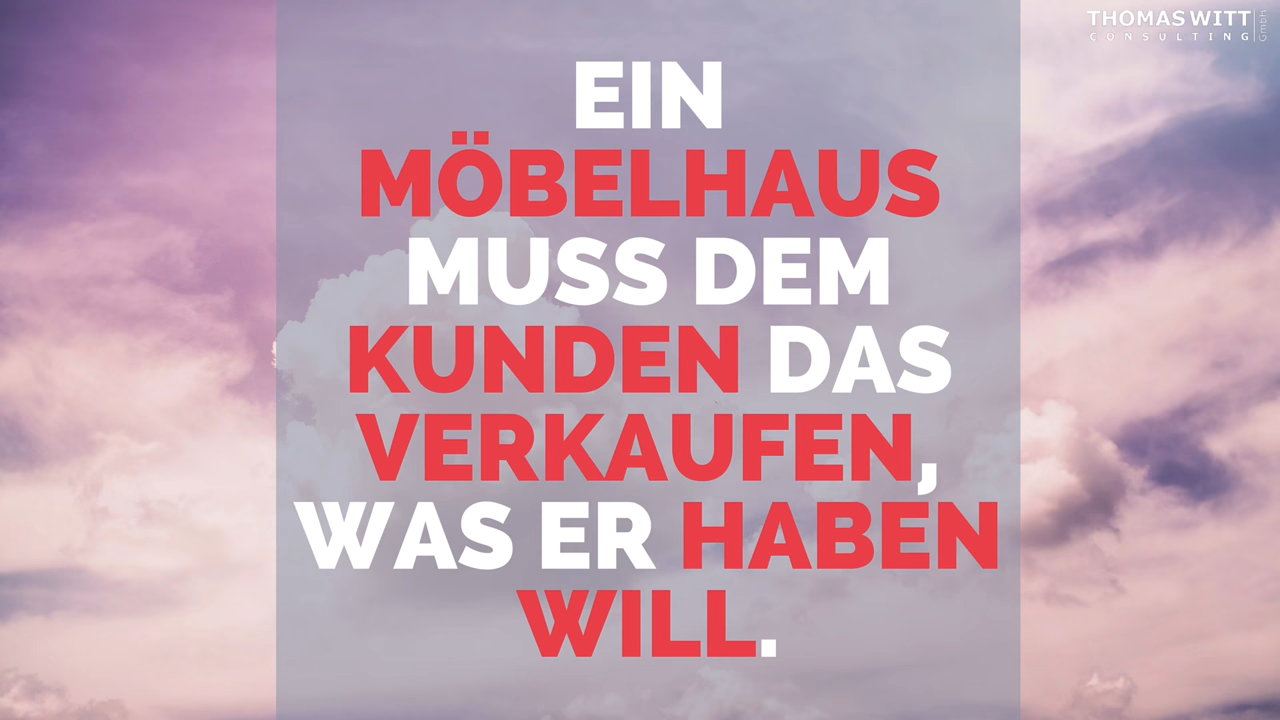 THOMAS WITT
CONSULTING GmbH
EIN
MÖBELHAUS
MUSS DEM
KUNDEN DAS
VERKAUFEN,
WAS ER HABEN
WILL.